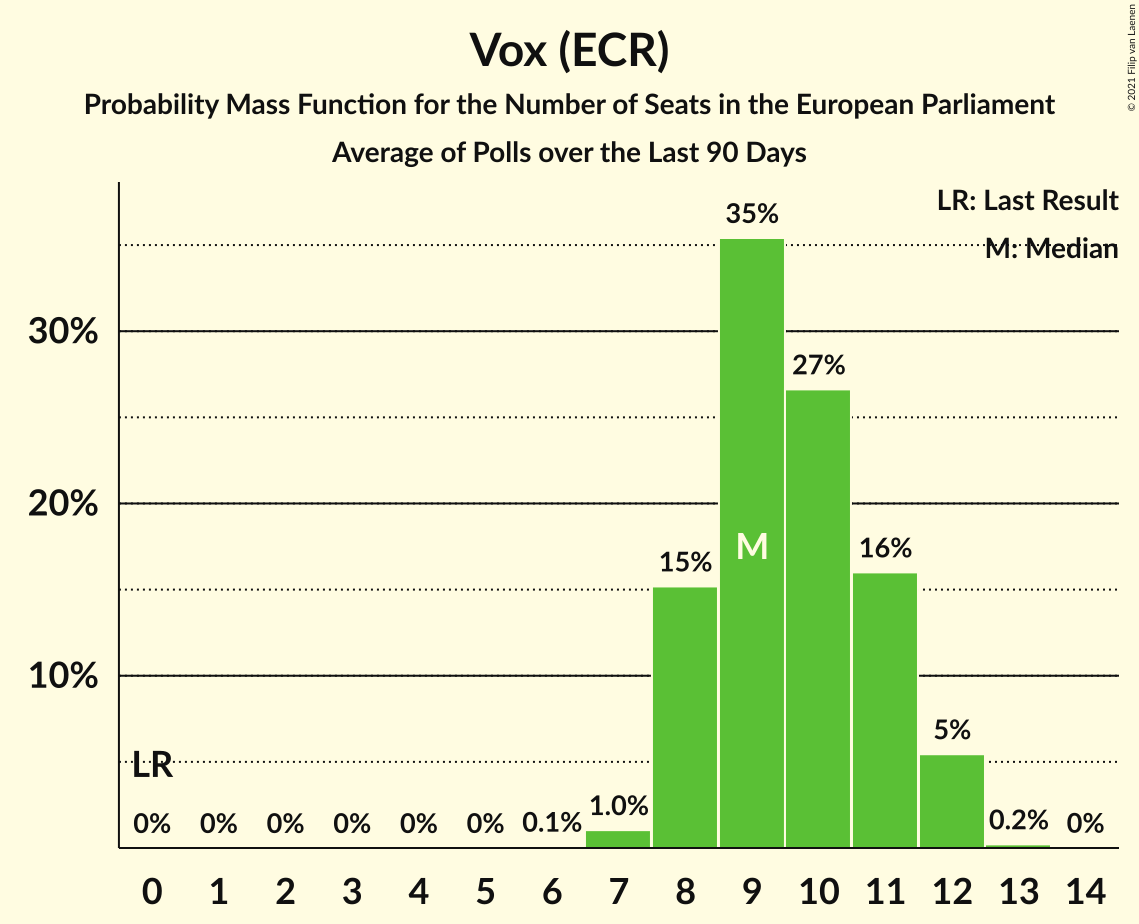 Vox (ECR)
Probability Mass Function for the Number of Seats in the European Parliament
Average of Polls over the Last 90 Days
© 2021 Filip van Laenen
LR: Last Result
M: Median
35%
30%
27%
20%
15%
M
16%
10%
LR
5%
0% 0% 0% 0% 0% 0% 0.1% 1.0% 0.2% 0%
0 1 2 3 4 5 6 7 8 9 10 11 12 13 14